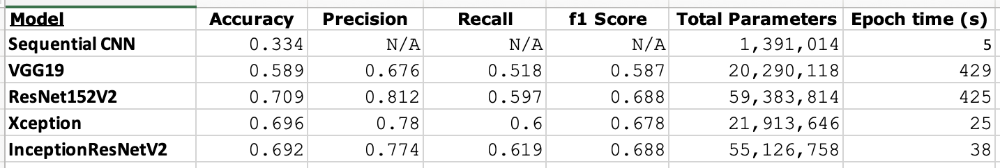 Model Accuracy Precision Recall f1 Score Total Parameters Epoch time (s)
Sequential CNN 0.334 N/A N/A N/A 1,391,014 5
VGG19 0.589 0.676 0.518 0.587 20,290,118 429
ResNet152V2 0.709 0.812 0.597 0.688 59,383,814 425
Xception 0.696 0.78 0.6 0.678 21,913,646 25
InceptionResNetV2 0.692 0.774 0.619 0.688 55,126,758 38